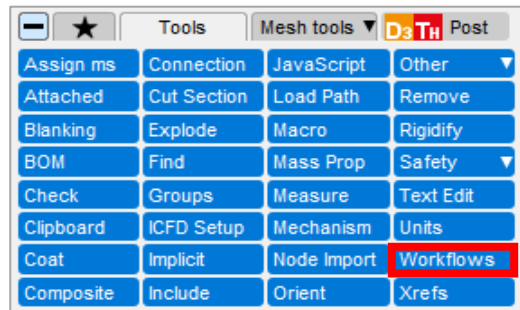 Tools Mesh tools ▼ D3 TH Post
Assign ms Connection JavaScript Other ▼
Attached Cut Section Load Path Remove
Blanking Explode Macro Rigidify
BOM Find Mass Prop Safety ▼
Check Groups Measure Text Edit
Clipboard ICFD Setup Mechanism Units
Coat Implicit Node Import Workflows
Composite Include Orient Xrefs